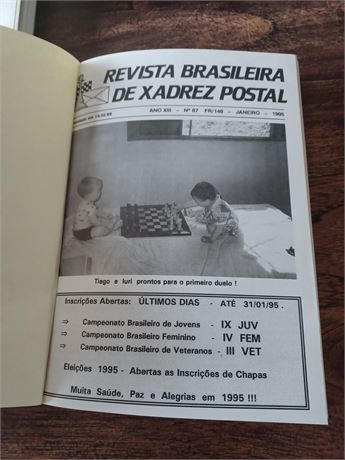 REVISTA BRASILEIRA
DE XADREZ POSTAL
ANO XIII - Nº 87 FR/146 - JANEIRO - 1995
Tiago e Iuri prontos para o primeiro duelo !
Inscrições Abertas: ÚLTIMOS DIAS - ATÉ 31/01/95 .
⇒ Campeonato Brasileiro de Jovens - IX JUV
⇒ Campeonato Brasileiro Feminino - IV FEM
⇒ Campeonato Brasileiro de Veteranos - III VET
Eleições 1995 - Abertas as Inscrições de Chapas
Muita Saúde, Paz e Alegrias em 1995 !!!